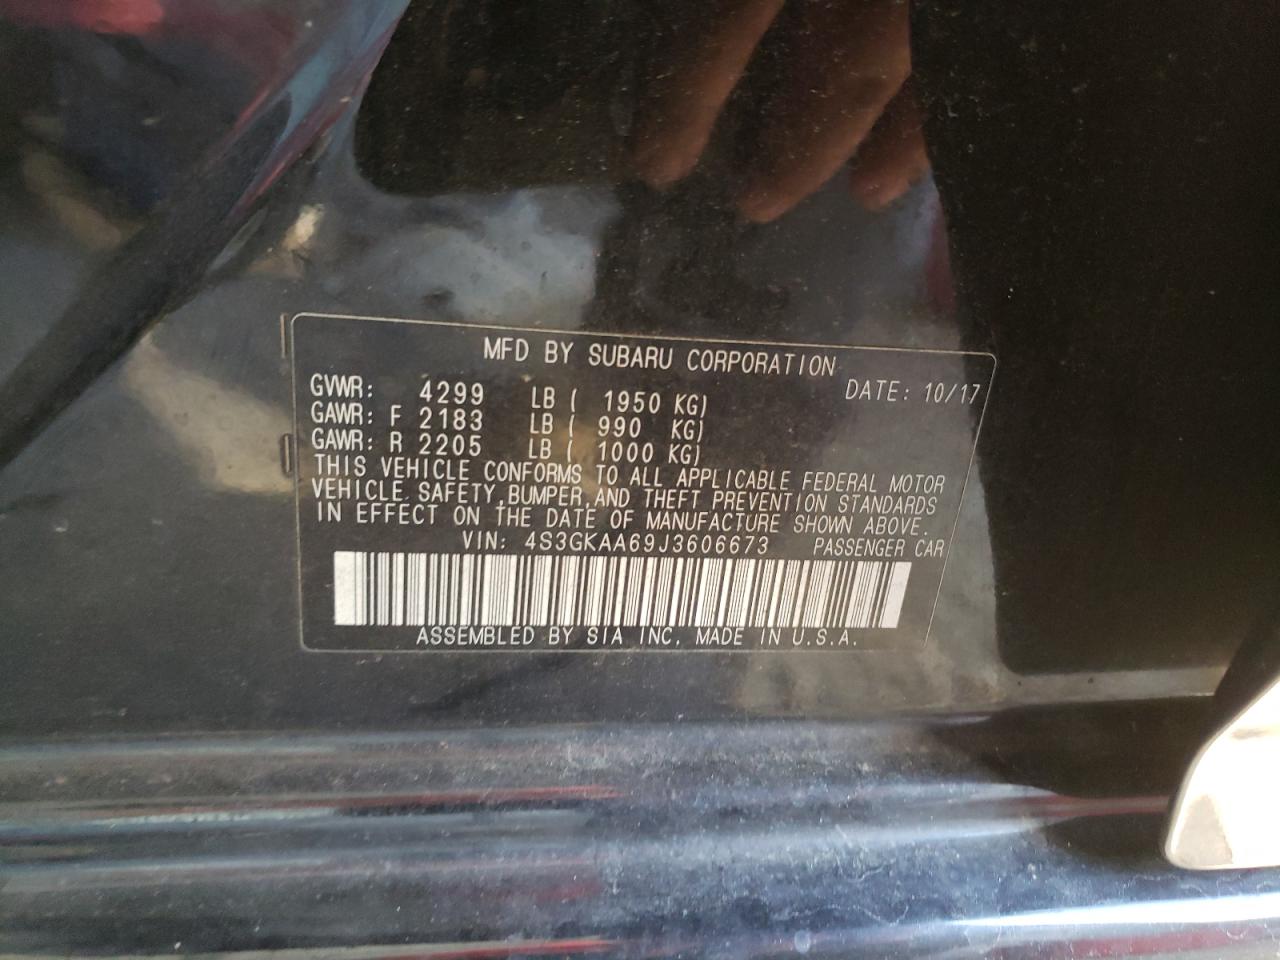 MFD BY SUBARU CORPORATION
DATE: 10/17
GVWR: 4299 LB ( 1950 KG)
GAWR: F 2183 LB ( 990 KG)
GAWR: R 2205 LB ( 1000 KG)
THIS VEHICLE CONFORMS TO ALL APPLICABLE FEDERAL MOTOR
VEHICLE SAFETY,BUMPER,AND THEFT PREVENTION STANDARDS
IN EFFECT ON THE DATE OF MANUFACTURE SHOWN ABOVE.
VIN: 4S3GKAA69J3606673 PASSENGER CAR
ASSEMBLED BY SIA INC. MADE IN U.S.A.